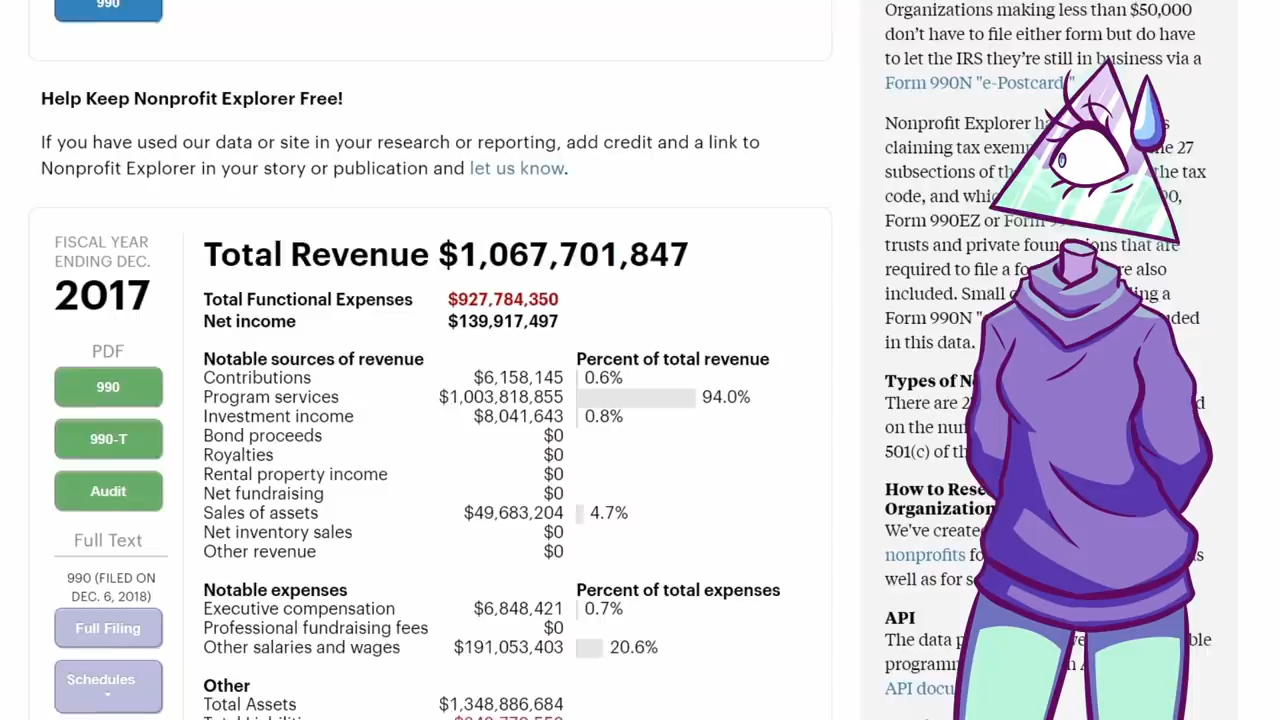 990
Help Keep Nonprofit Explorer Free!
If you have used our data or site in your research or reporting, add credit and a link to
Nonprofit Explorer in your story or publication and let us know.
FISCAL YEAR
ENDING DEC.
2017
PDF
990
990-T
Audit
Full Text
990 (FILED ON
DEC. 6, 2018)
Full Filing
Schedules
Total Revenue $1,067,701,847
Total Functional Expenses $927,784,350
Net income $139,917,497
Notable sources of revenue Percent of total revenue
Contributions $6,158,145 0.6%
Program services $1,003,818,855 94.0%
Investment income $8,041,643 0.8%
Bond proceeds $0
Royalties $0
Rental property income $0
Net fundraising $0
Sales of assets $49,683,204 4.7%
Net inventory sales $0
Other revenue $0
Notable expenses Percent of total expenses
Executive compensation $6,848,421 0.7%
Professional fundraising fees $0
Other salaries and wages $191,053,403 20.6%
Other
Total Assets $1,348,886,684
Organizations making less than $50,000
don’t have to file either form but do have
to let the IRS they’re still in business via a
Form 990N "e-Postcard."
Nonprofit Explorer
claiming tax 27
subsections of the tax
code, and
Form 990EZ or Form
trusts and private that are
required to file a also
included. Small a
Form 990N
in this data.
Types of
There are
on the
501(c) of
How to
We've
nonprofits
well as for
API
The data
API